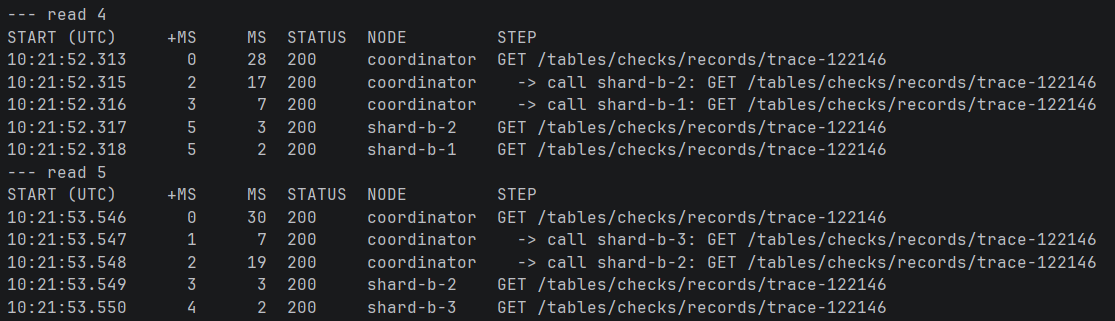 --- read 4
START (UTC)     +MS     MS  STATUS  NODE         STEP
10:21:52.313      0     28  200     coordinator  GET /tables/checks/records/trace-122146
10:21:52.315      2     17  200     coordinator    -> call shard-b-2: GET /tables/checks/records/trace-122146
10:21:52.316      3      7  200     coordinator    -> call shard-b-1: GET /tables/checks/records/trace-122146
10:21:52.317      5      3  200     shard-b-2    GET /tables/checks/records/trace-122146
10:21:52.318      5      2  200     shard-b-1    GET /tables/checks/records/trace-122146
--- read 5
START (UTC)     +MS     MS  STATUS  NODE         STEP
10:21:53.546      0     30  200     coordinator  GET /tables/checks/records/trace-122146
10:21:53.547      1      7  200     coordinator    -> call shard-b-3: GET /tables/checks/records/trace-122146
10:21:53.548      2     19  200     coordinator    -> call shard-b-2: GET /tables/checks/records/trace-122146
10:21:53.549      3      3  200     shard-b-2    GET /tables/checks/records/trace-122146
10:21:53.550      4      2  200     shard-b-3    GET /tables/checks/records/trace-122146